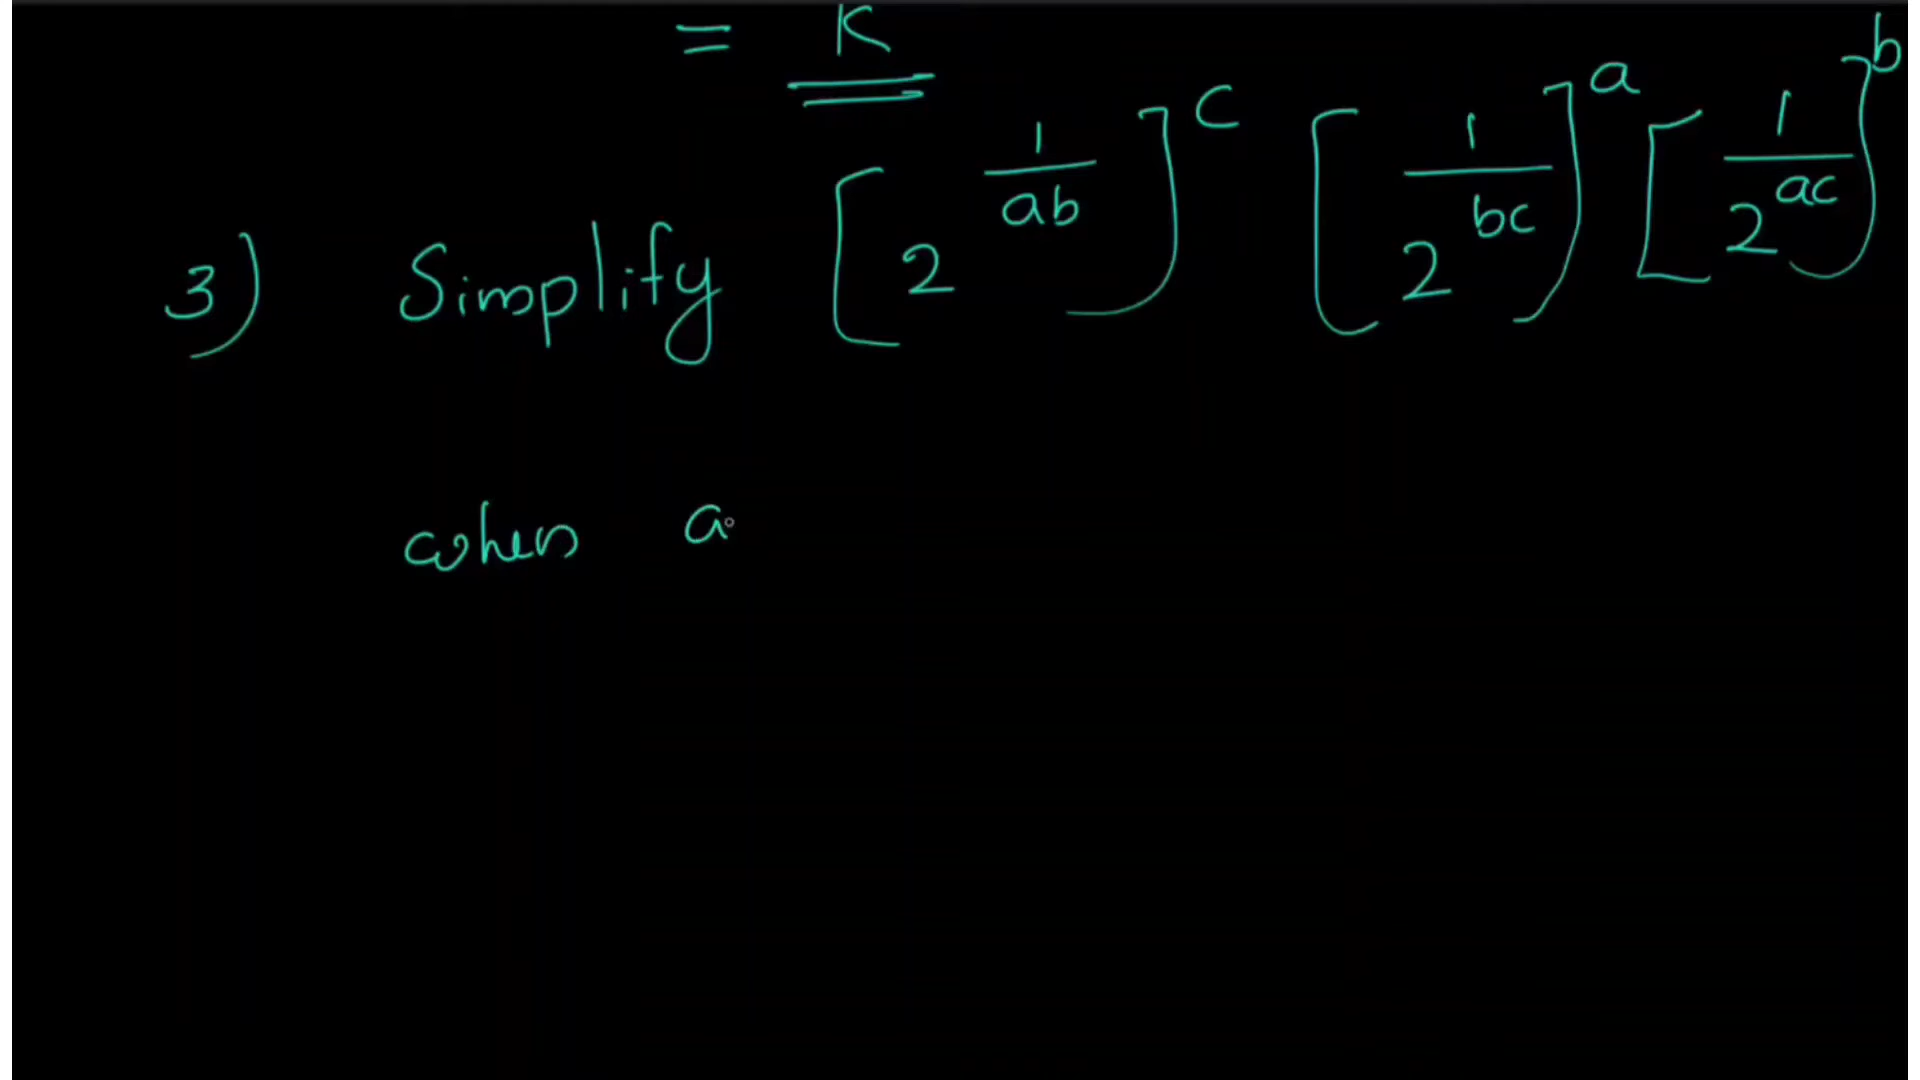 = K
3) Simplify [2^(1/ab)]^c [1/2^bc]^a [1/2^ac]^b
when a